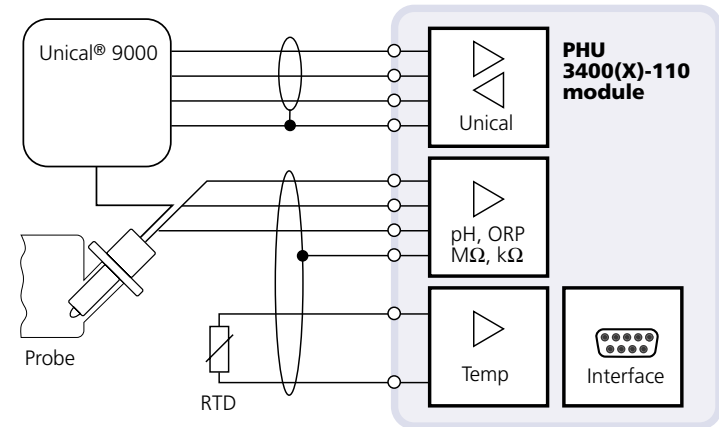 Unical® 9000
PHU
3400(X)-110
module
Unical
pH, ORP
MΩ, kΩ
Probe
RTD
Temp
Interface